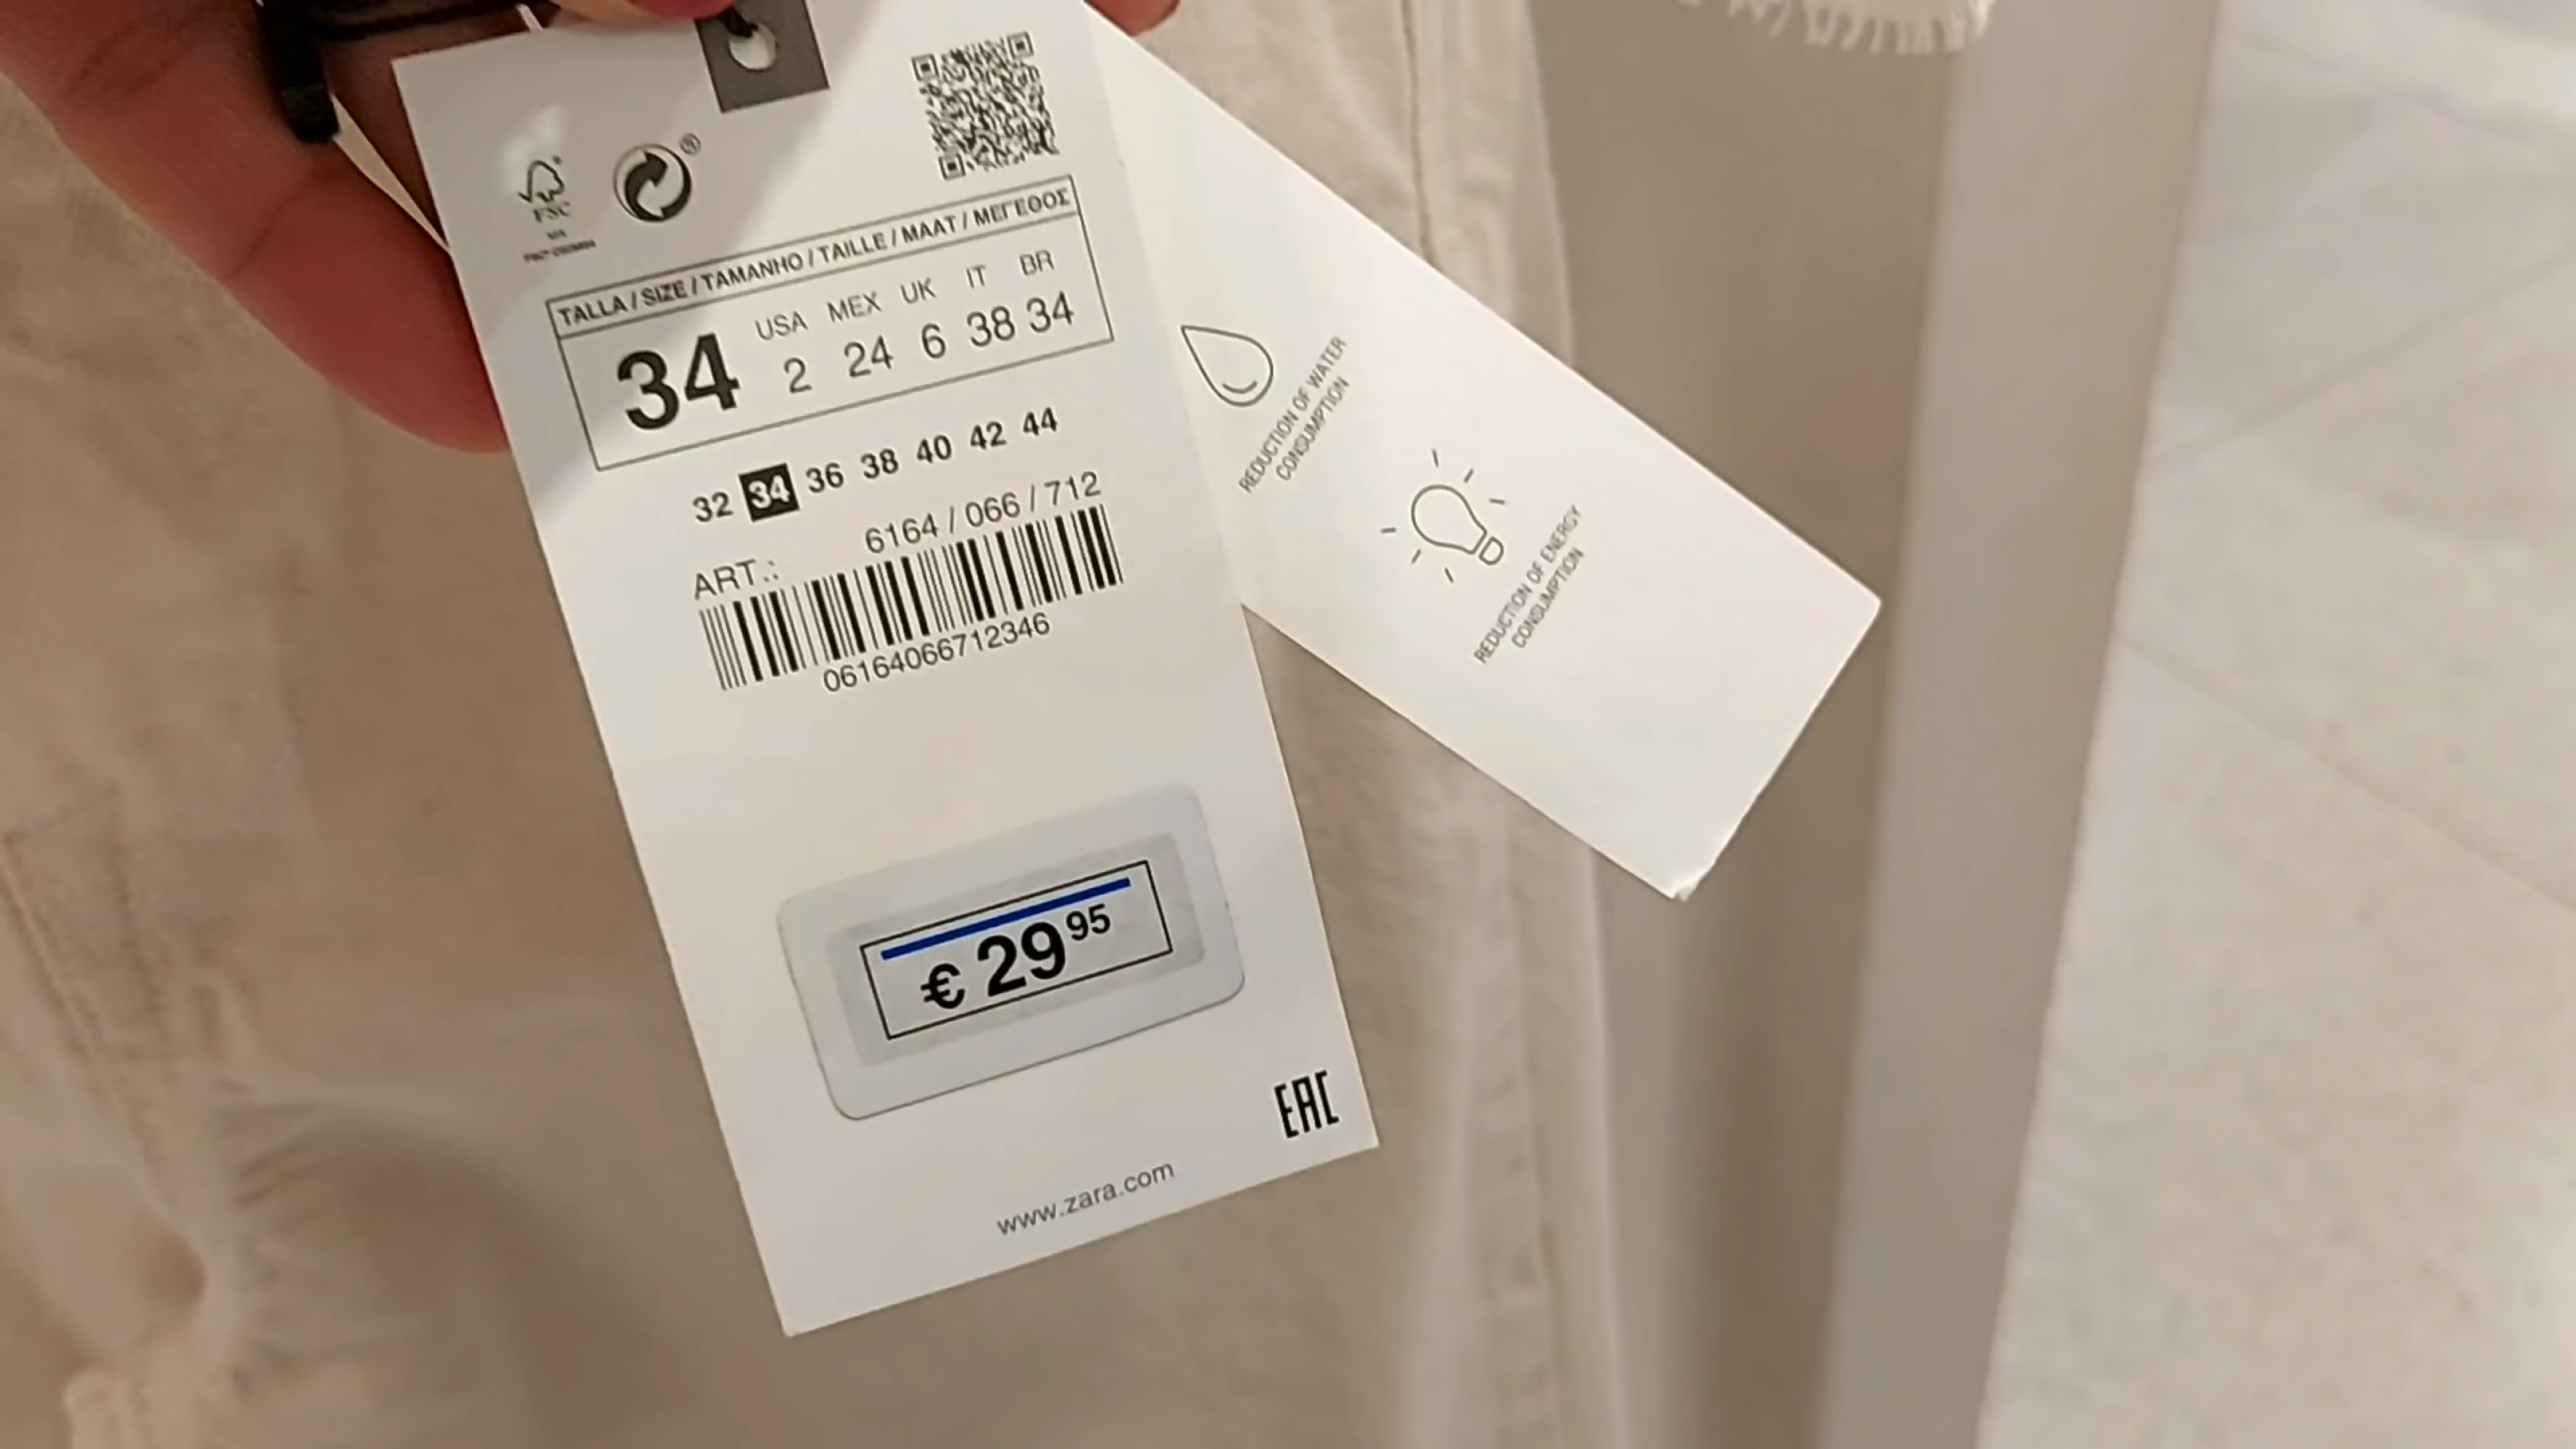 FSC
®
TALLA / SIZE / TAMANHO / TAILLE / MAAT / ΜΕΓΕΘΟΣ
USA MEX UK IT BR
34 2 24 6 38 34
32 34 36 38 40 42 44
ART.: 6164 / 066 / 712
06164066712346
€ 29 95
EAC
www.zara.com
REDUCTION OF WATER
CONSUMPTION
REDUCTION OF ENERGY
CONSUMPTION